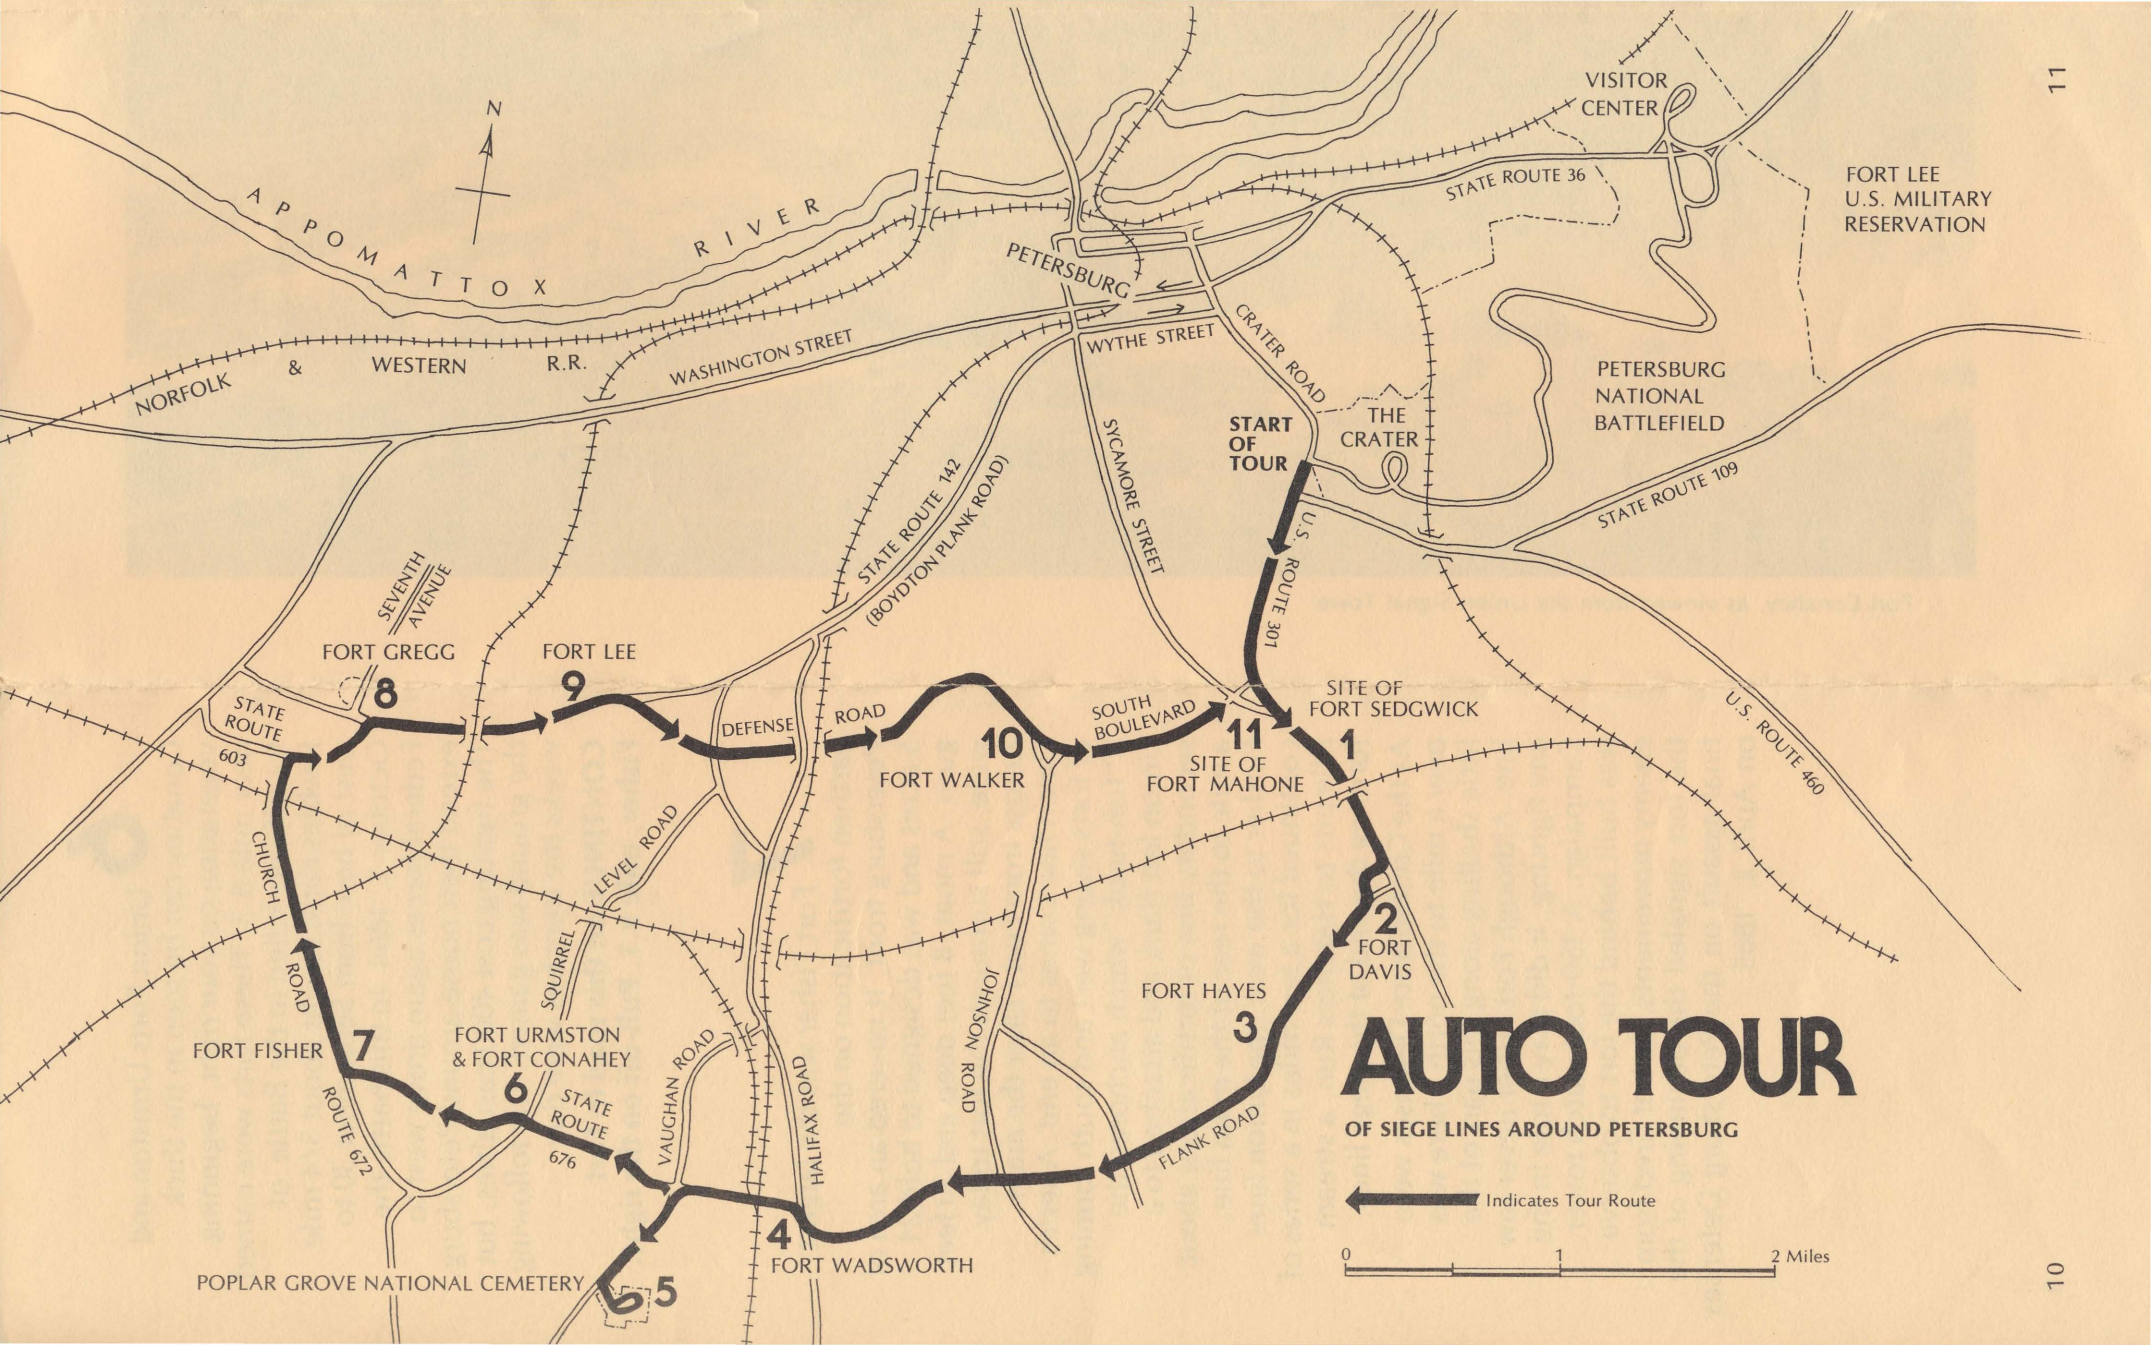 11
VISITOR
CENTER
N
FORT LEE
U.S. MILITARY
RESERVATION
STATE ROUTE 36
APPOMATTOX
RIVER
PETERSBURG
NORFOLK & WESTERN R.R.
WASHINGTON STREET
WYTHE STREET
CRATER ROAD
PETERSBURG
NATIONAL
BATTLEFIELD
THE
CRATER
START
OF
TOUR
STATE ROUTE 109
STATE ROUTE 142
(BOYDTON PLANK ROAD)
SYCAMORE STREET
U.S. ROUTE 301
SEVENTH
AVENUE
FORT GREGG
8
FORT LEE
9
STATE
ROUTE
603
DEFENSE
ROAD
10
FORT WALKER
SOUTH
BOULEVARD
11
SITE OF
FORT MAHONE
SITE OF
FORT SEDGWICK
1
U.S. ROUTE 460
CHURCH
ROAD
LEVEL ROAD
SQUIRREL
2
FORT
DAVIS
FORT HAYES
3
JOHNSON ROAD
FORT FISHER
7
FORT URMSTON
& FORT CONAHEY
6
STATE
ROUTE
676
ROUTE 672
VAUGHAN ROAD
HALIFAX ROAD
FLANK ROAD
4
FORT WADSWORTH
POPLAR GROVE NATIONAL CEMETERY
5
AUTO TOUR
OF SIEGE LINES AROUND PETERSBURG
Indicates Tour Route
0 1 2 Miles
10